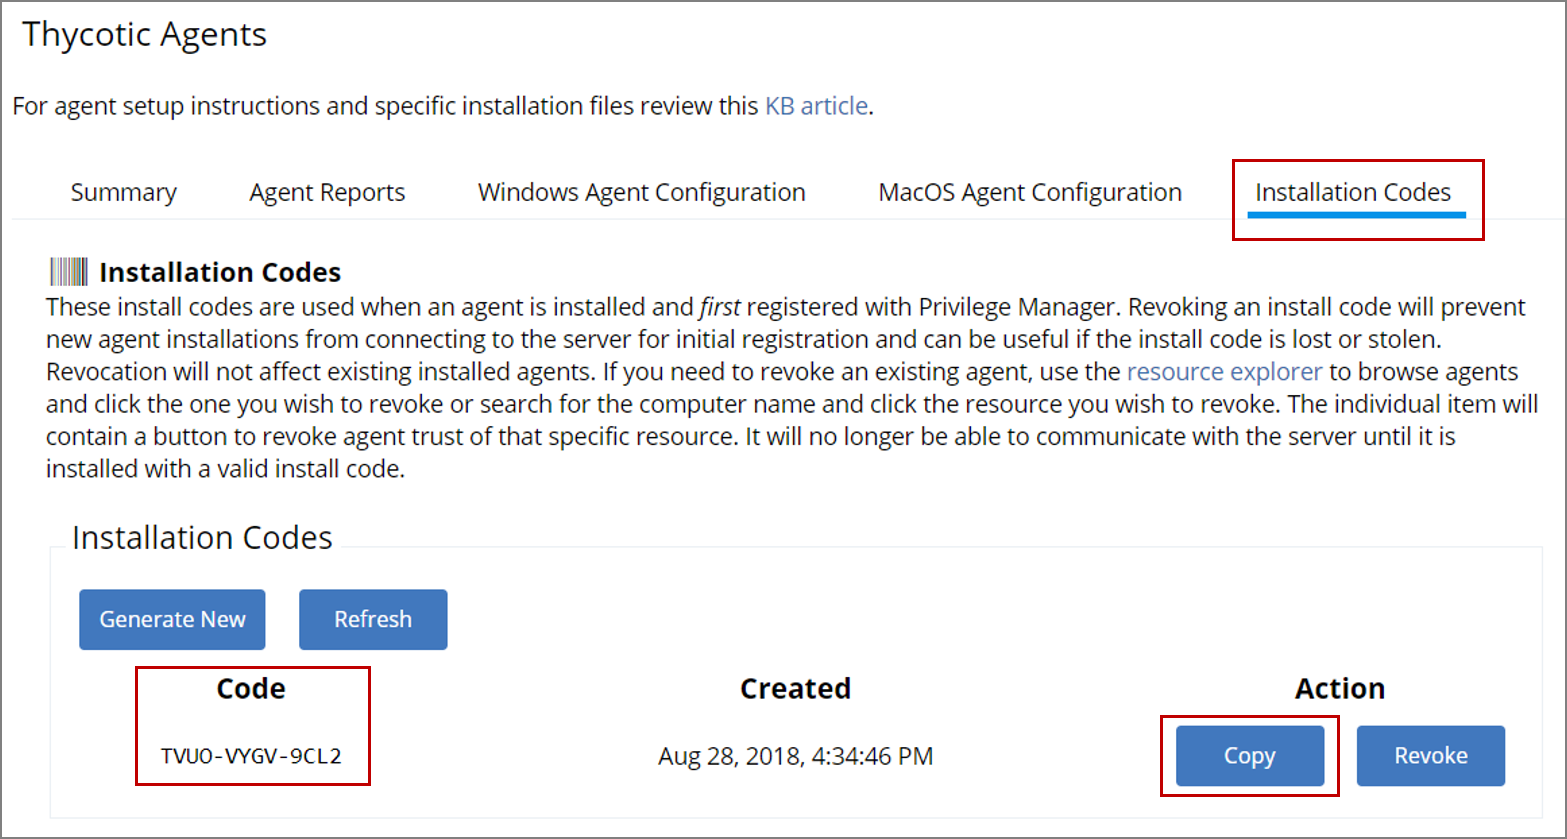 Thycotic Agents
For agent setup instructions and specific installation files review this KB article.
Summary Agent Reports Windows Agent Configuration MacOS Agent Configuration Installation Codes
Installation Codes
These install codes are used when an agent is installed and first registered with Privilege Manager. Revoking an install code will prevent
new agent installations from connecting to the server for initial registration and can be useful if the install code is lost or stolen.
Revocation will not affect existing installed agents. If you need to revoke an existing agent, use the resource explorer to browse agents
and click the one you wish to revoke or search for the computer name and click the resource you wish to revoke. The individual item will
contain a button to revoke agent trust of that specific resource. It will no longer be able to communicate with the server until it is
installed with a valid install code.
Installation Codes
Generate New Refresh
Code Created Action
TVUO-VYGV-9CL2 Aug 28, 2018, 4:34:46 PM Copy Revoke